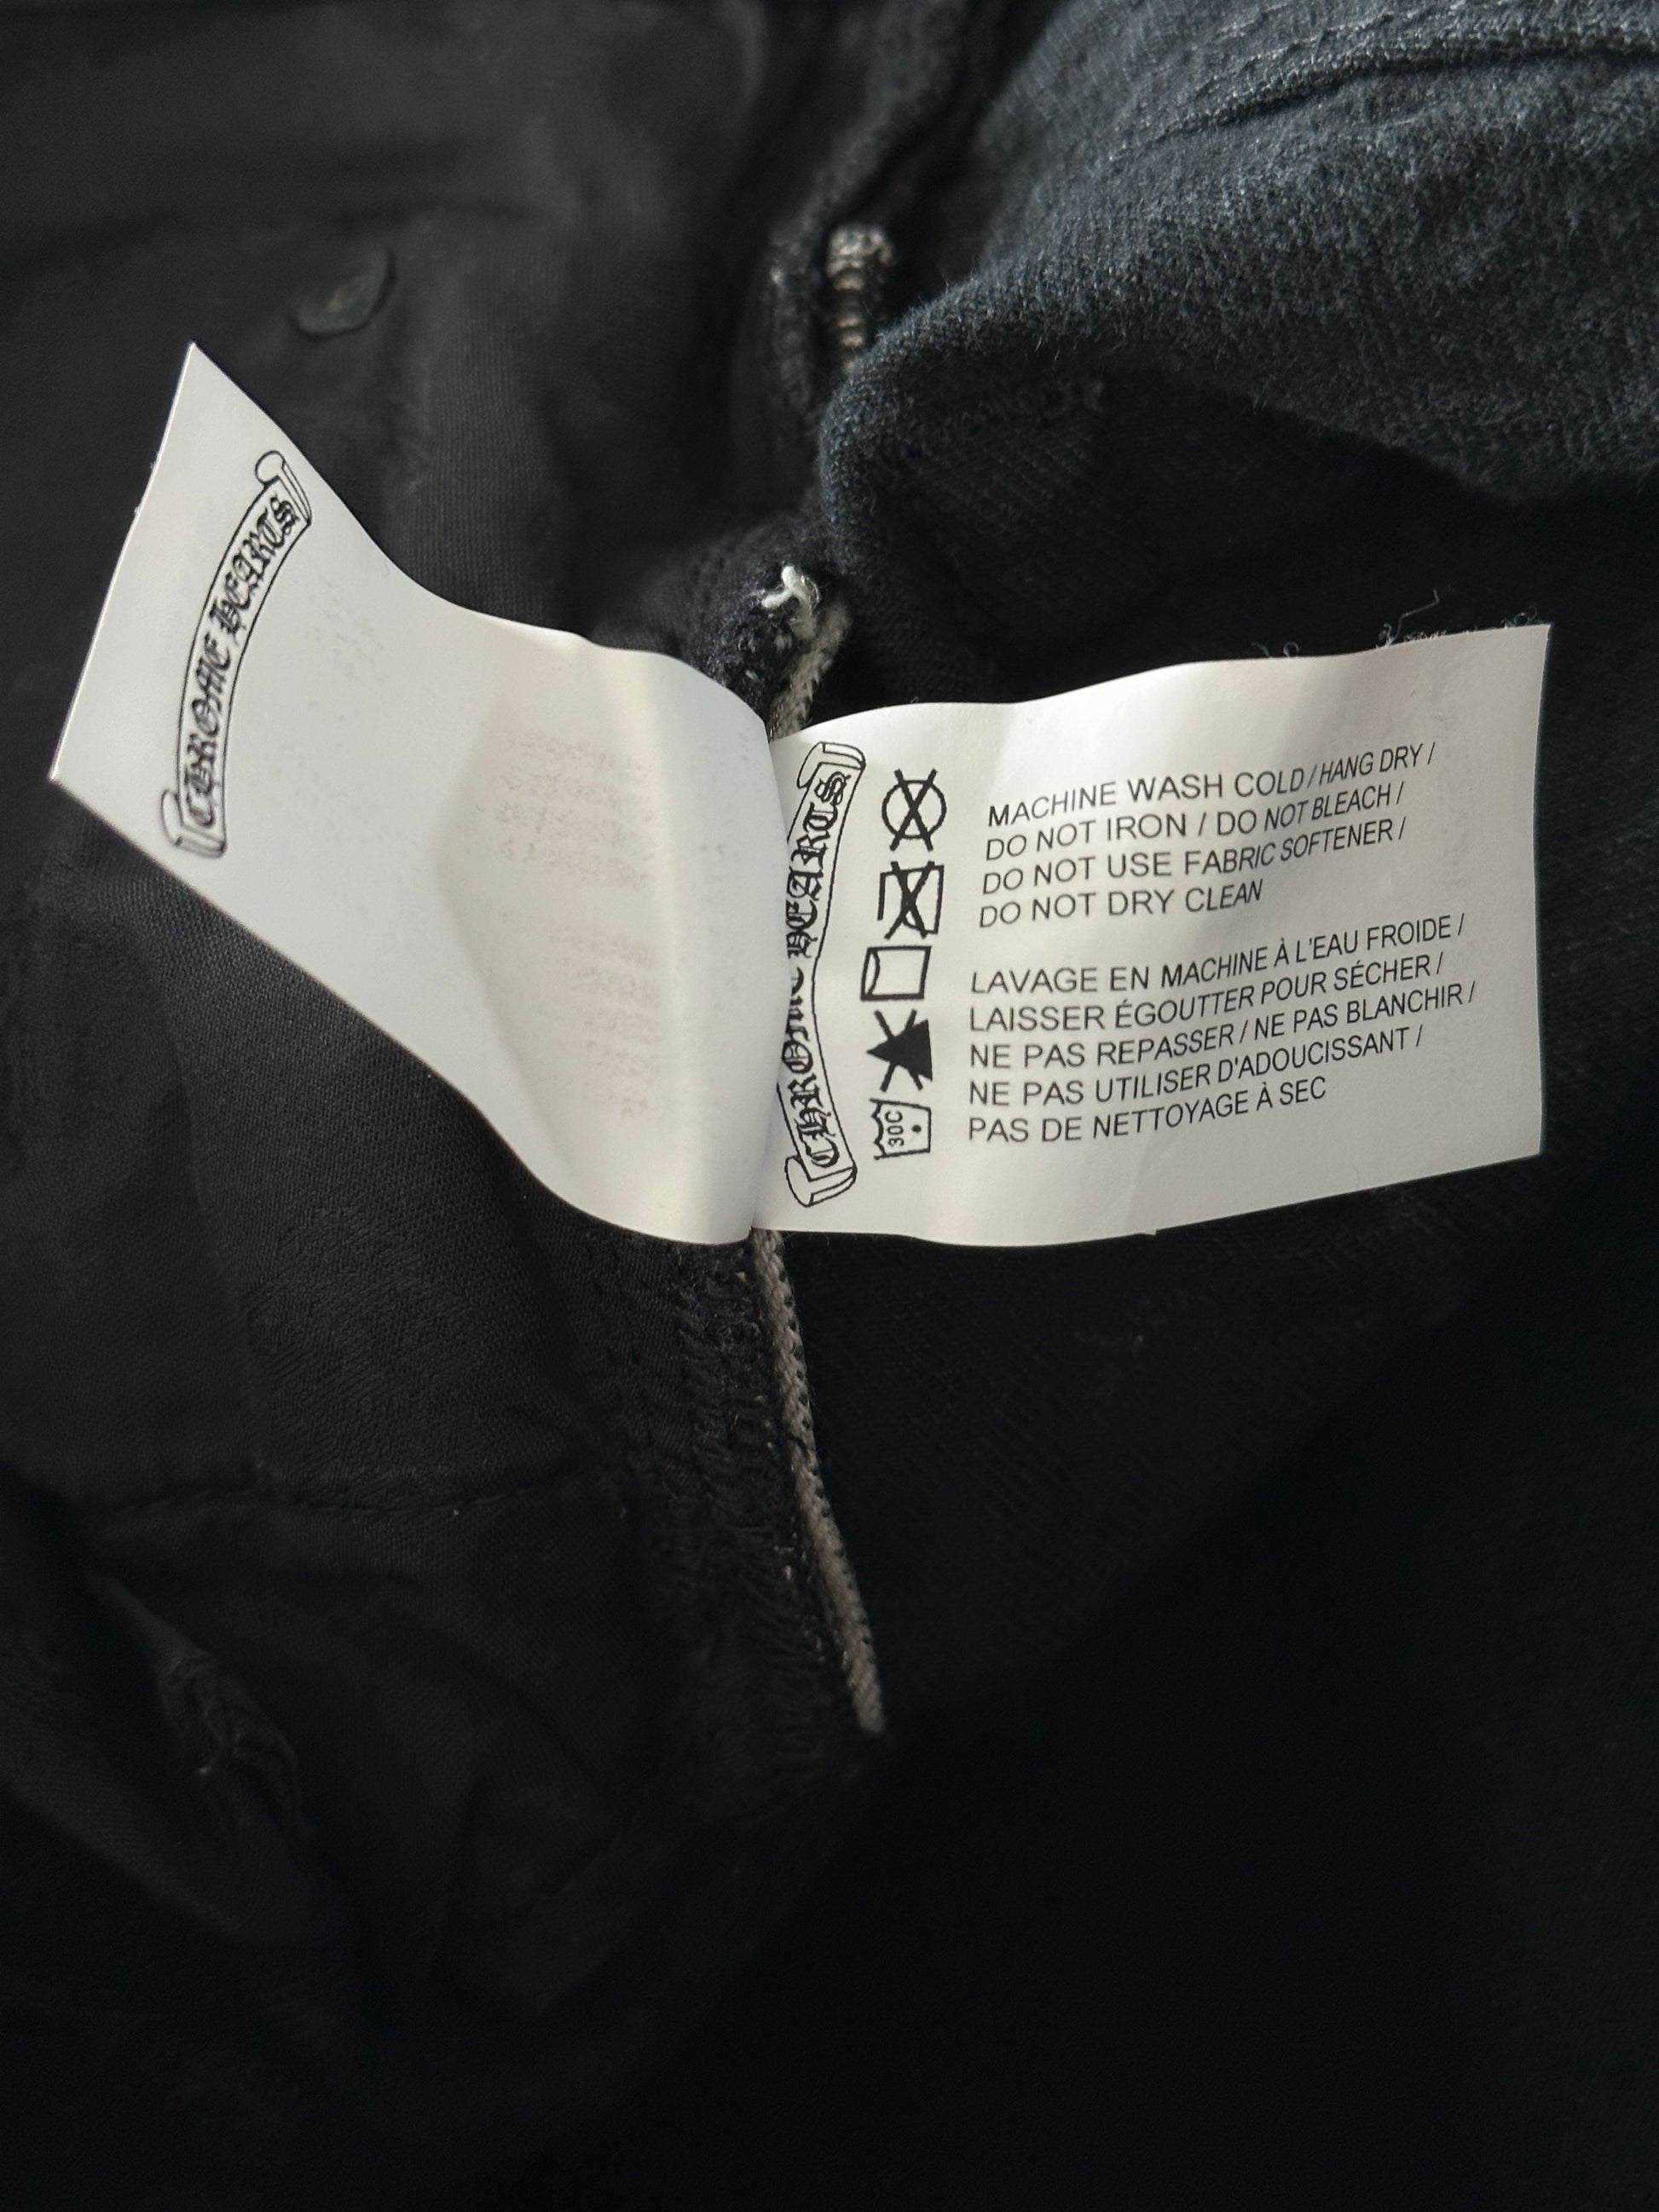 CHROME HEARTS
CHROME HEARTS
MACHINE WASH COLD / HANG DRY /
DO NOT IRON / DO NOT BLEACH /
DO NOT USE FABRIC SOFTENER /
DO NOT DRY CLEAN
LAVAGE EN MACHINE À L'EAU FROIDE /
LAISSER ÉGOUTTER POUR SÉCHER /
NE PAS REPASSER / NE PAS BLANCHIR /
NE PAS UTILISER D'ADOUCISSANT /
PAS DE NETTOYAGE À SEC
30C